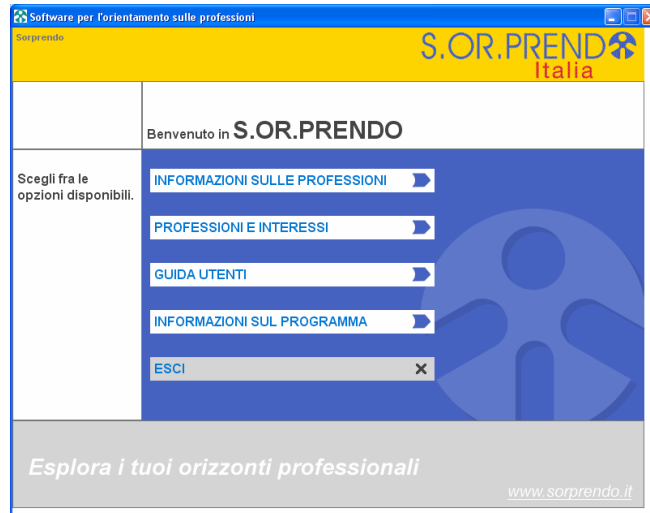 Software per l'orientamento sulle professioni
Sorprendo
S.OR.PREND
Italia
Benvenuto in S.OR.PRENDO
Scegli fra le
opzioni disponibili.
INFORMAZIONI SULLE PROFESSIONI
PROFESSIONI E INTERESSI
GUIDA UTENTI
INFORMAZIONI SUL PROGRAMMA
ESCI
Esplora i tuoi orizzonti professionali
www.sorprendo.it